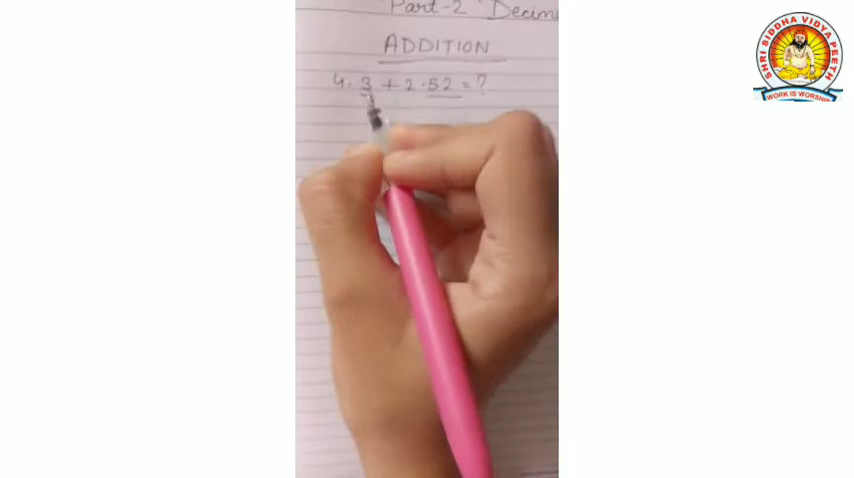 Part-2 Decim
ADDITION
4.3 + 2.52 = ?
SHRI SIDDHA VIDYA PEETH
WORK IS WORSHIP